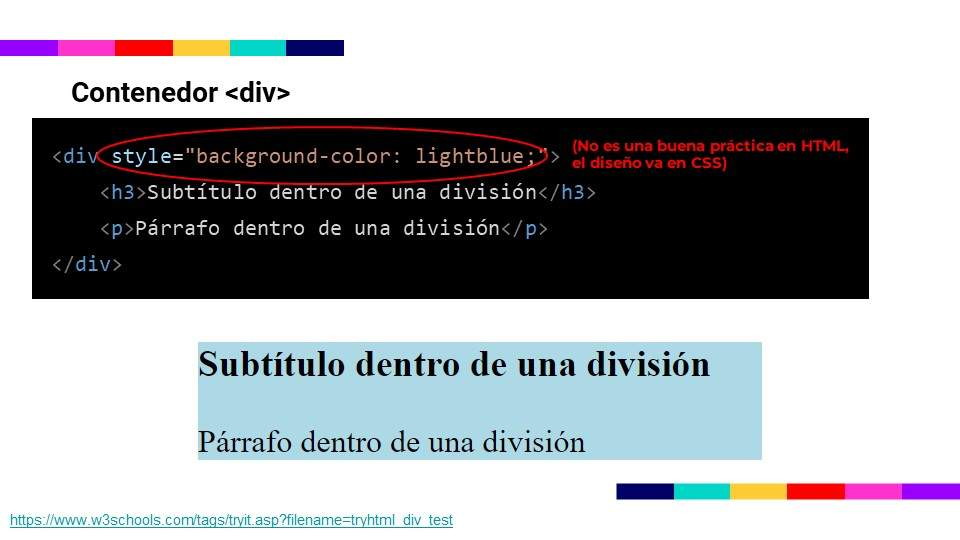 Contenedor <div>
<div style="background-color: lightblue;">
(No es una buena práctica en HTML,
el diseño va en CSS)
<h3>Subtítulo dentro de una división</h3>
<p>Párrafo dentro de una división</p>
</div>
Subtítulo dentro de una división
Párrafo dentro de una división
https://www.w3schools.com/tags/tryit.asp?filename=tryhtml_div_test